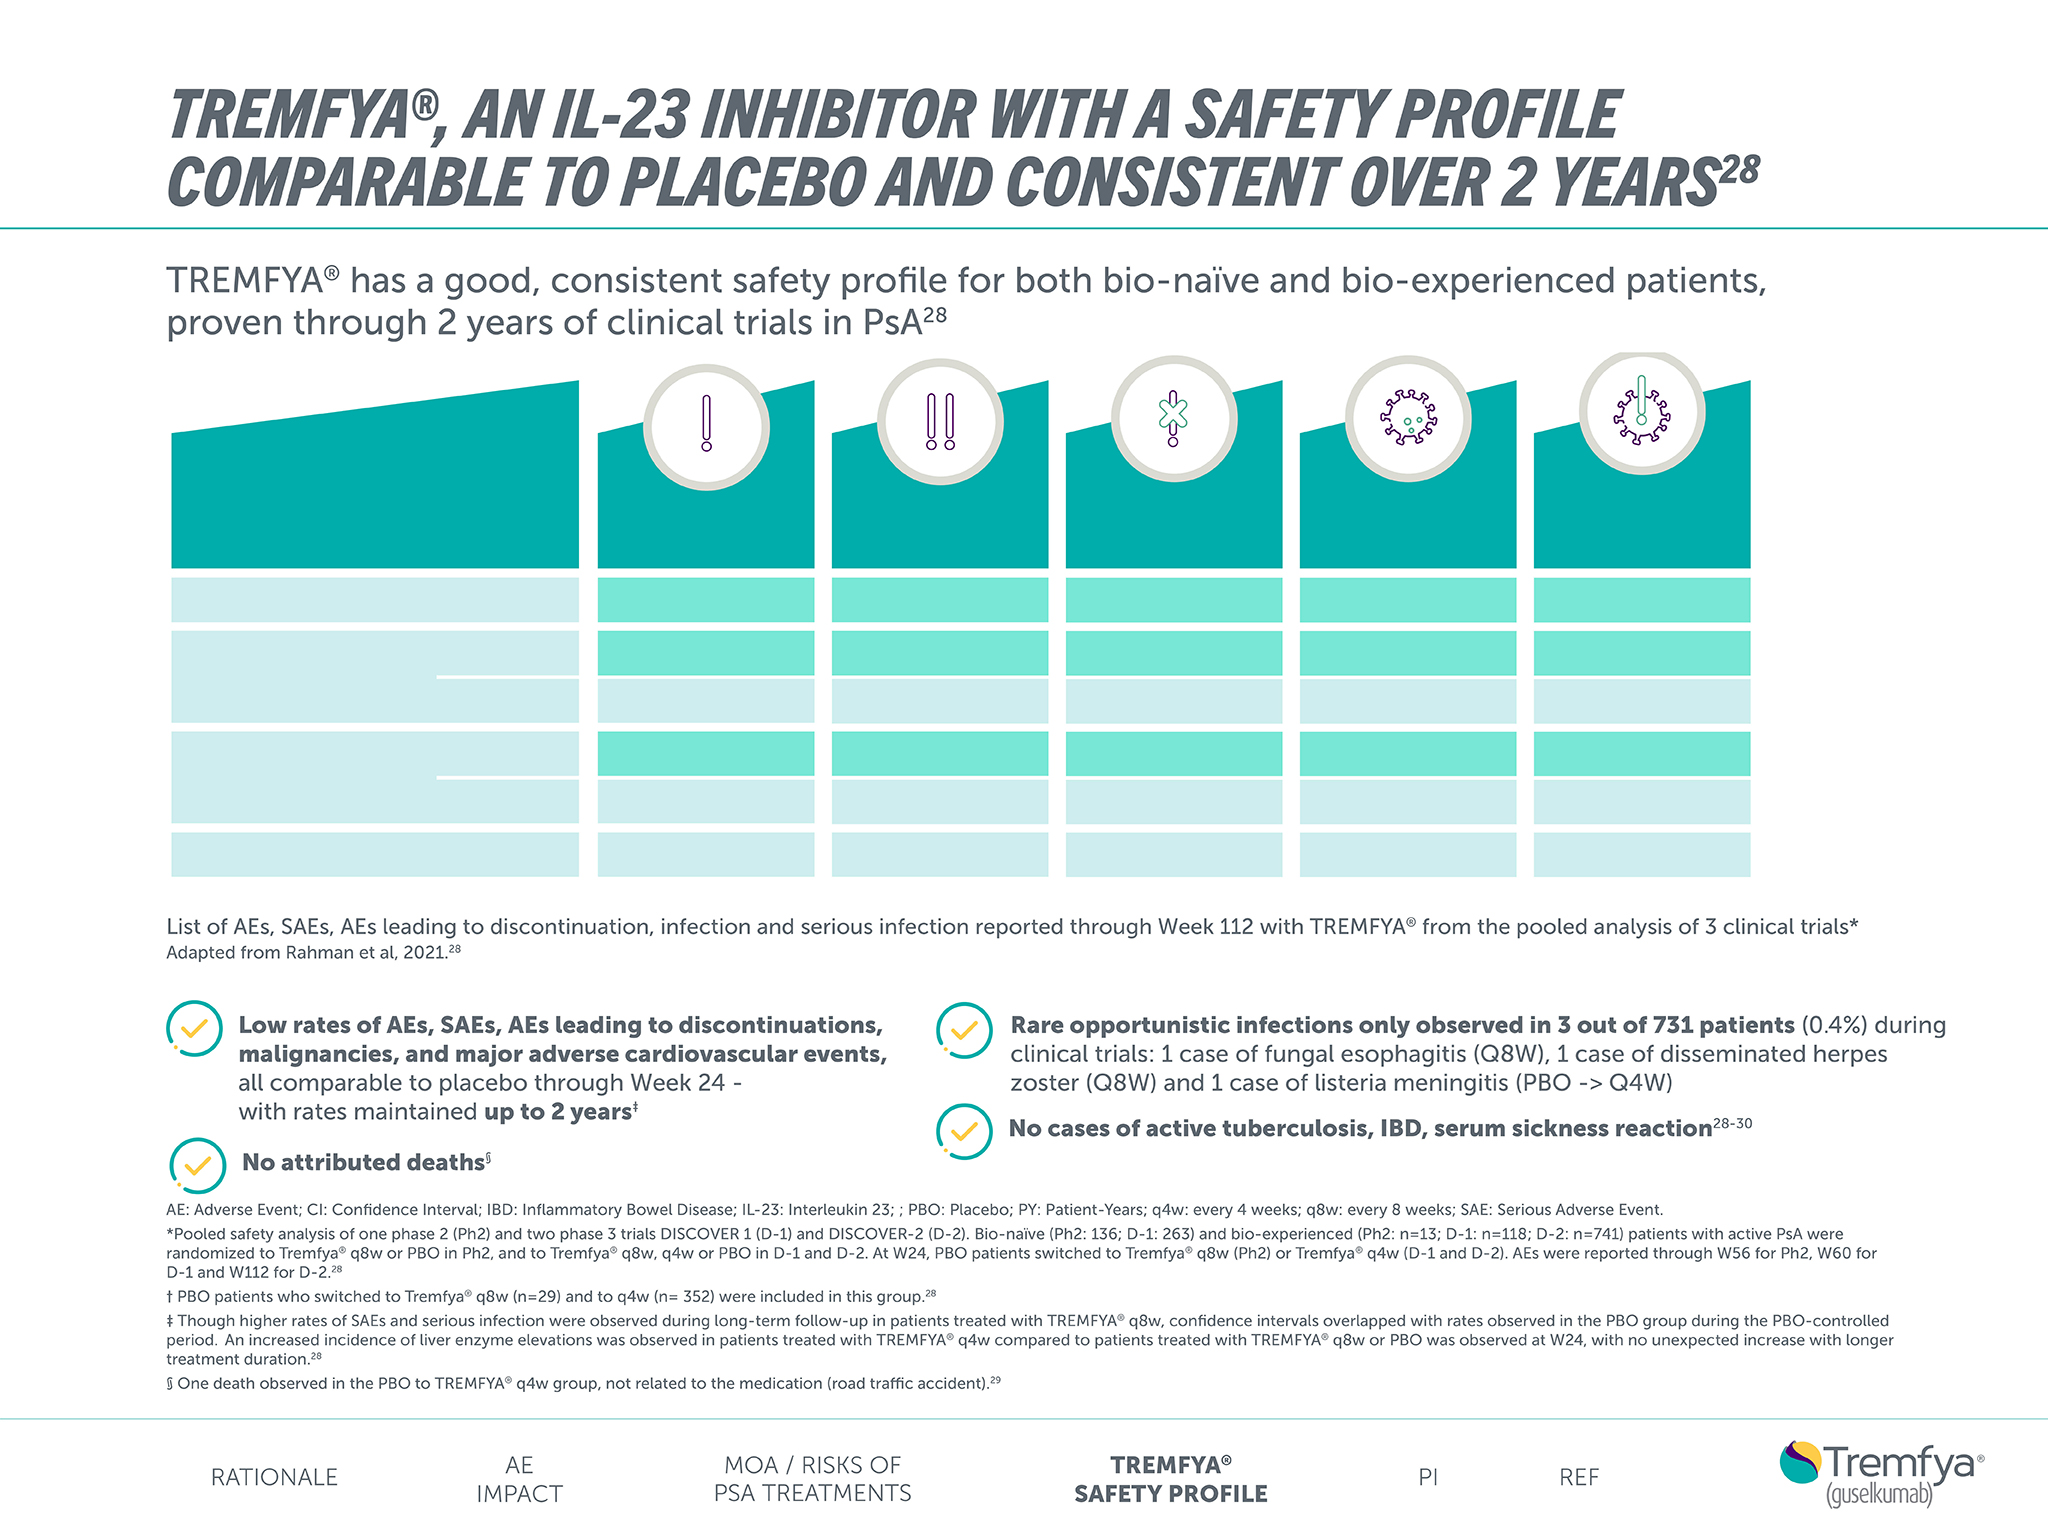 TREMFYA®, AN IL-23 INHIBITOR WITH A SAFETY PROFILE
COMPARABLE TO PLACEBO AND CONSISTENT OVER 2 YEARS²⁸
TREMFYA® has a good, consistent safety profile for both bio-naïve and bio-experienced patients,
proven through 2 years of clinical trials in PsA²⁸
List of AEs, SAEs, AEs leading to discontinuation, infection and serious infection reported through Week 112 with TREMFYA® from the pooled analysis of 3 clinical trials*
Adapted from Rahman et al, 2021.²⁸
Low rates of AEs, SAEs, AEs leading to discontinuations,
malignancies, and major adverse cardiovascular events,
all comparable to placebo through Week 24 -
with rates maintained up to 2 years‡
No attributed deaths§
Rare opportunistic infections only observed in 3 out of 731 patients (0.4%) during
clinical trials: 1 case of fungal esophagitis (Q8W), 1 case of disseminated herpes
zoster (Q8W) and 1 case of listeria meningitis (PBO -> Q4W)
No cases of active tuberculosis, IBD, serum sickness reaction²⁸⁻³⁰
AE: Adverse Event; CI: Confidence Interval; IBD: Inflammatory Bowel Disease; IL-23: Interleukin 23; ; PBO: Placebo; PY: Patient-Years; q4w: every 4 weeks; q8w: every 8 weeks; SAE: Serious Adverse Event.
*Pooled safety analysis of one phase 2 (Ph2) and two phase 3 trials DISCOVER 1 (D-1) and DISCOVER-2 (D-2). Bio-naïve (Ph2: 136; D-1: 263) and bio-experienced (Ph2: n=13; D-1: n=118; D-2: n=741) patients with active PsA were
randomized to Tremfya® q8w or PBO in Ph2, and to Tremfya® q8w, q4w or PBO in D-1 and D-2. At W24, PBO patients switched to Tremfya® q8w (Ph2) or Tremfya® q4w (D-1 and D-2). AEs were reported through W56 for Ph2, W60 for
D-1 and W112 for D-2.²⁸
† PBO patients who switched to Tremfya® q8w (n=29) and to q4w (n= 352) were included in this group.²⁸
‡ Though higher rates of SAEs and serious infection were observed during long-term follow-up in patients treated with TREMFYA® q8w, confidence intervals overlapped with rates observed in the PBO group during the PBO-controlled
period. An increased incidence of liver enzyme elevations was observed in patients treated with TREMFYA® q4w compared to patients treated with TREMFYA® q8w or PBO was observed at W24, with no unexpected increase with longer
treatment duration.²⁸
§ One death observed in the PBO to TREMFYA® q4w group, not related to the medication (road traffic accident).²⁹
RATIONALE
AE
IMPACT
MOA / RISKS OF
PSA TREATMENTS
TREMFYA®
SAFETY PROFILE
PI
REF
Tremfya®
(guselkumab)